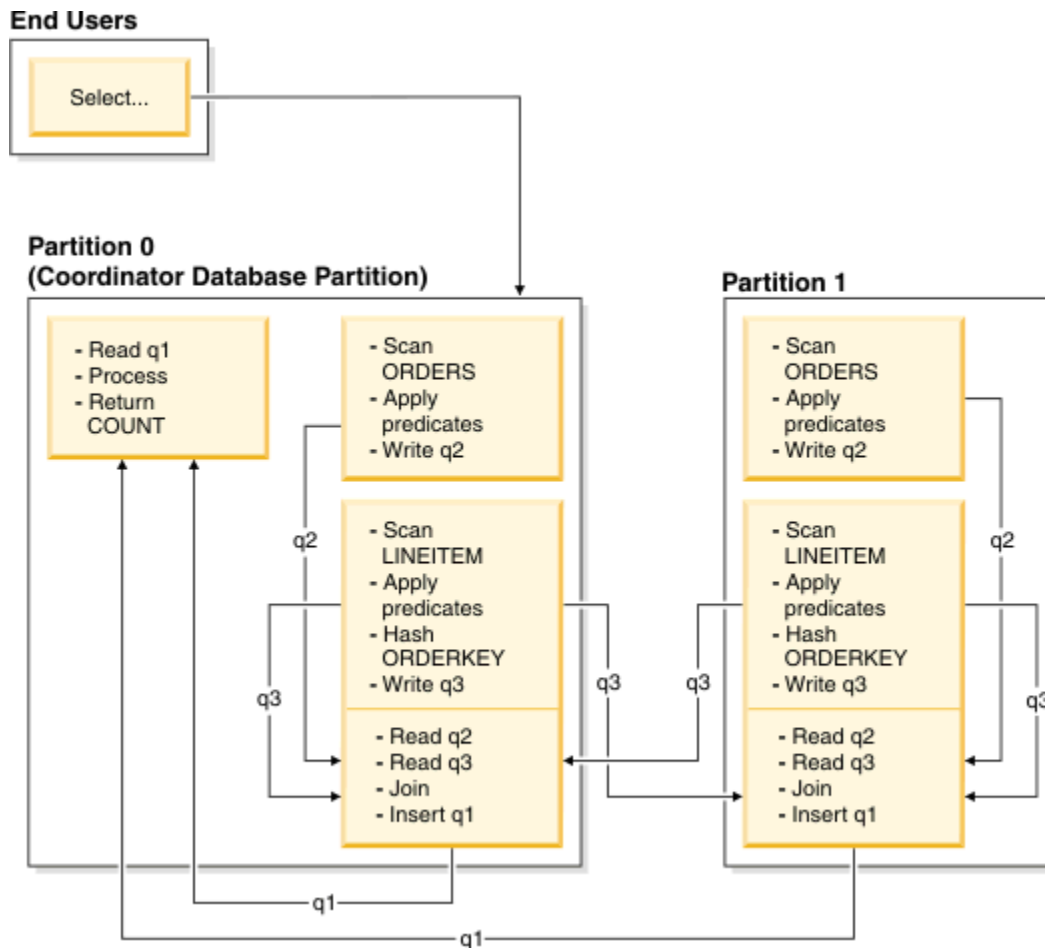 End Users
Select...
Partition 0
(Coordinator Database Partition)
- Read q1
- Process
- Return
COUNT
- Scan
ORDERS
- Apply
predicates
- Write q2
q2
- Scan
LINEITEM
- Apply
predicates
- Hash
ORDERKEY
- Write q3
q3
q3
- Read q2
- Read q3
- Join
- Insert q1
Partition 1
- Scan
ORDERS
- Apply
predicates
- Write q2
q2
- Scan
LINEITEM
- Apply
predicates
- Hash
ORDERKEY
- Write q3
q3
q3
- Read q2
- Read q3
- Join
- Insert q1
q1
q1